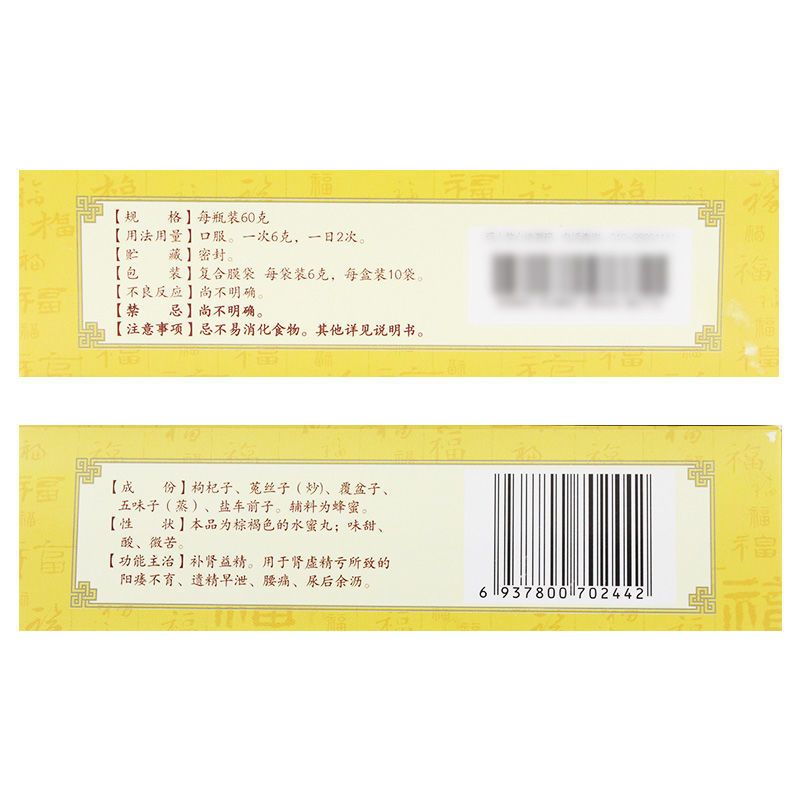 【规　格】每瓶装60克
【用法用量】口服。一次6克，一日2次。
【贮　藏】密封。
【包　装】复合膜袋 每袋装6克，每盒装10袋。
【不良反应】尚不明确。
【禁　忌】尚不明确。
【注意事项】忌不易消化食物。其他详见说明书。
【成　份】枸杞子、菟丝子（炒）、覆盆子、
五味子（蒸）、盐车前子。辅料为蜂蜜。
【性　状】本品为棕褐色的水蜜丸；味甜、
酸、微苦。
【功能主治】补肾益精。用于肾虚精亏所致的
阳痿不育、遗精早泄、腰痛、尿后余沥。
6 937800 702442